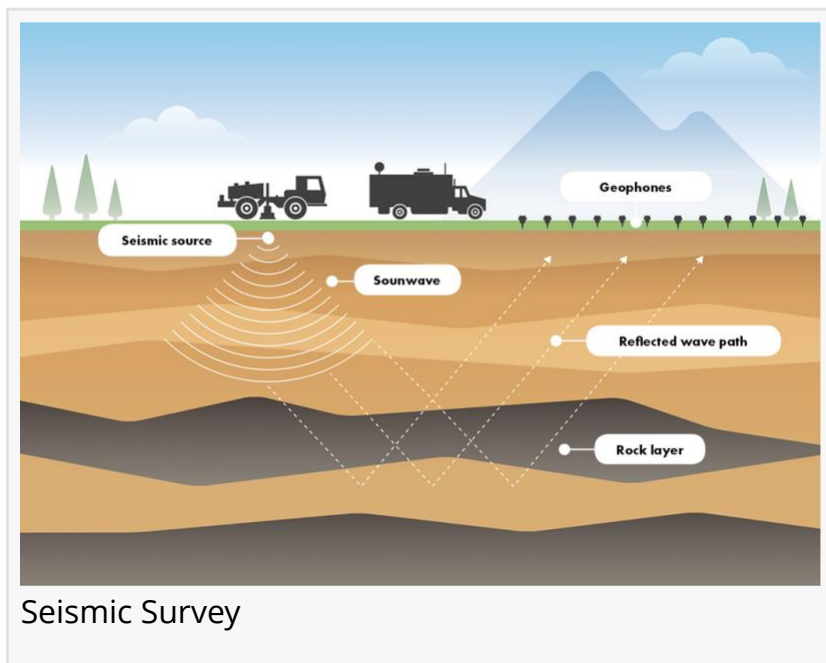 Geophones
Seismic source
Sounwave
Reflected wave path
Rock layer
Seismic Survey